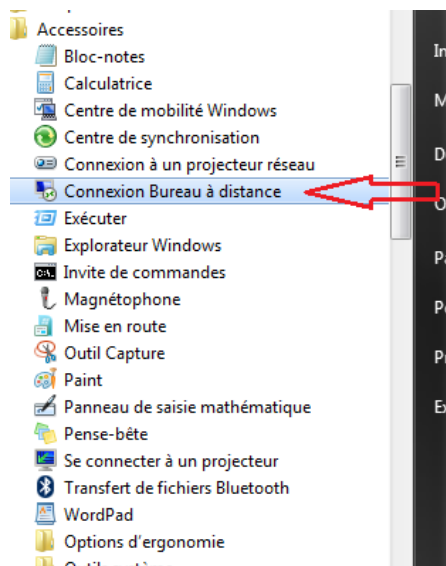 Accessoires
Bloc-notes
Calculatrice
Centre de mobilité Windows
Centre de synchronisation
Connexion à un projecteur réseau
Connexion Bureau à distance
Exécuter
Explorateur Windows
Invite de commandes
Magnétophone
Mise en route
Outil Capture
Paint
Panneau de saisie mathématique
Pense-bête
Se connecter à un projecteur
Transfert de fichiers Bluetooth
WordPad
Options d'ergonomie